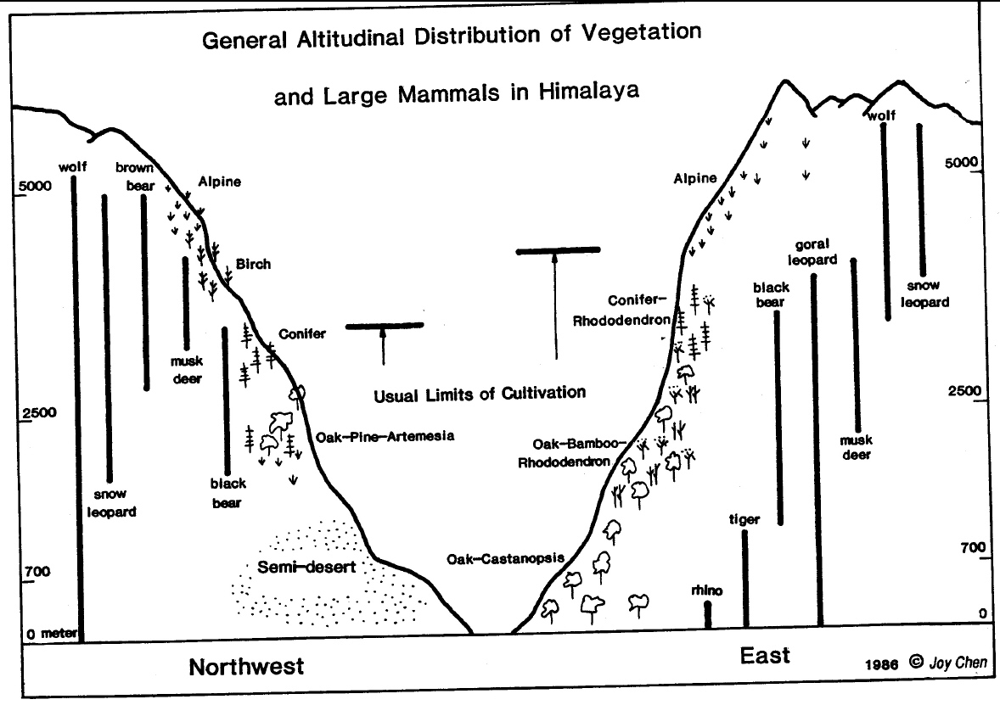 General Altitudinal Distribution of Vegetation
and Large Mammals in Himalaya
wolf
brown
bear
5000
Alpine
Birch
musk
deer
Conifer
2500
Oak-Pine-Artemesia
snow
leopard
black
bear
Semi-desert
700
0 meter
Northwest
Usual Limits of Cultivation
wolf
5000
Alpine
goral
leopard
black
bear
snow
leopard
Conifer-
Rhododendron
2500
Oak-Bamboo-
Rhododendron
musk
deer
tiger
Oak-Castanopsis
700
rhino
0
East
1986 © Joy Chen